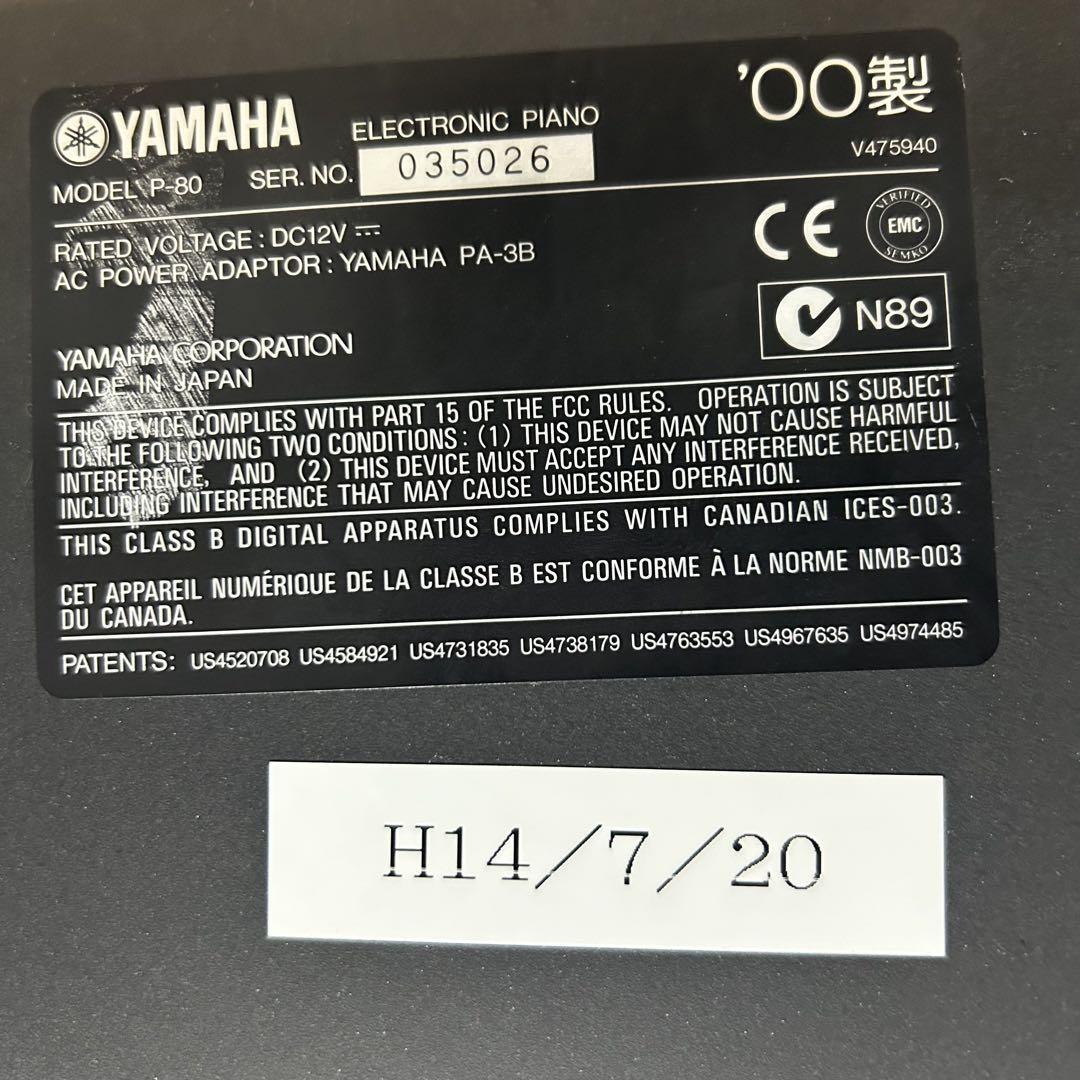 YAMAHA ELECTRONIC PIANO '00製
MODEL P-80 SER. NO. 035026 V475940
RATED VOLTAGE : DC12V ⎓
AC POWER ADAPTOR : YAMAHA PA-3B
CE VERIFIED EMC SEMKO
N89
YAMAHA CORPORATION
MADE IN JAPAN
THIS DEVICE COMPLIES WITH PART 15 OF THE FCC RULES. OPERATION IS SUBJECT
TO THE FOLLOWING TWO CONDITIONS : (1) THIS DEVICE MAY NOT CAUSE HARMFUL
INTERFERENCE, AND (2) THIS DEVICE MUST ACCEPT ANY INTERFERENCE RECEIVED,
INCLUDING INTERFERENCE THAT MAY CAUSE UNDESIRED OPERATION.
THIS CLASS B DIGITAL APPARATUS COMPLIES WITH CANADIAN ICES-003.
CET APPAREIL NUMÉRIQUE DE LA CLASSE B EST CONFORME À LA NORME NMB-003
DU CANADA.
PATENTS: US4520708 US4584921 US4731835 US4738179 US4763553 US4967635 US4974485
H14/7/20